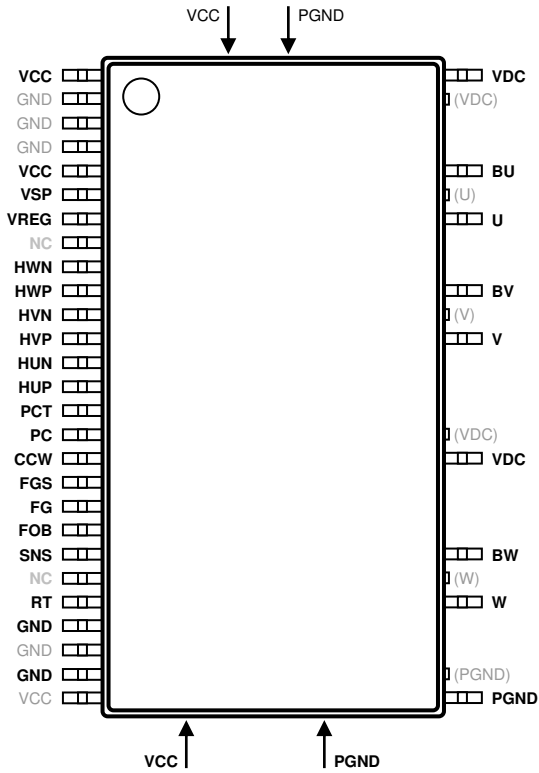 VCC PGND
VCC VDC
GND (VDC)
GND
GND
VCC BU
VSP (U)
VREG U
NC
HWN
HWP BV
HVN (V)
HVP V
HUN
HUP
PCT
PC (VDC)
CCW VDC
FGS
FG
FOB
SNS BW
NC (W)
RT W
GND
GND
GND (PGND)
VCC PGND
VCC PGND